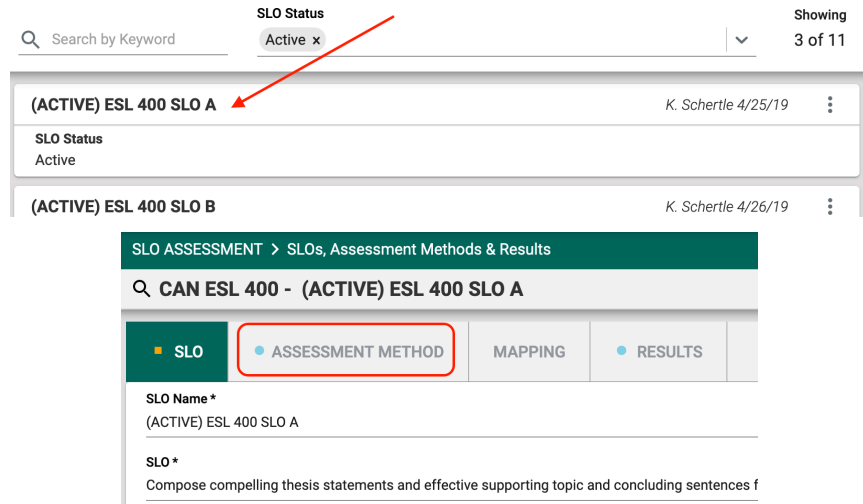 SLO Status
Showing
Search by Keyword
Active ×
3 of 11
(ACTIVE) ESL 400 SLO A
K. Schertle 4/25/19
SLO Status
Active
(ACTIVE) ESL 400 SLO B
K. Schertle 4/26/19
SLO ASSESSMENT > SLOs, Assessment Methods & Results
CAN ESL 400 - (ACTIVE) ESL 400 SLO A
SLO
ASSESSMENT METHOD
MAPPING
RESULTS
SLO Name *
(ACTIVE) ESL 400 SLO A
SLO *
Compose compelling thesis statements and effective supporting topic and concluding sentences f